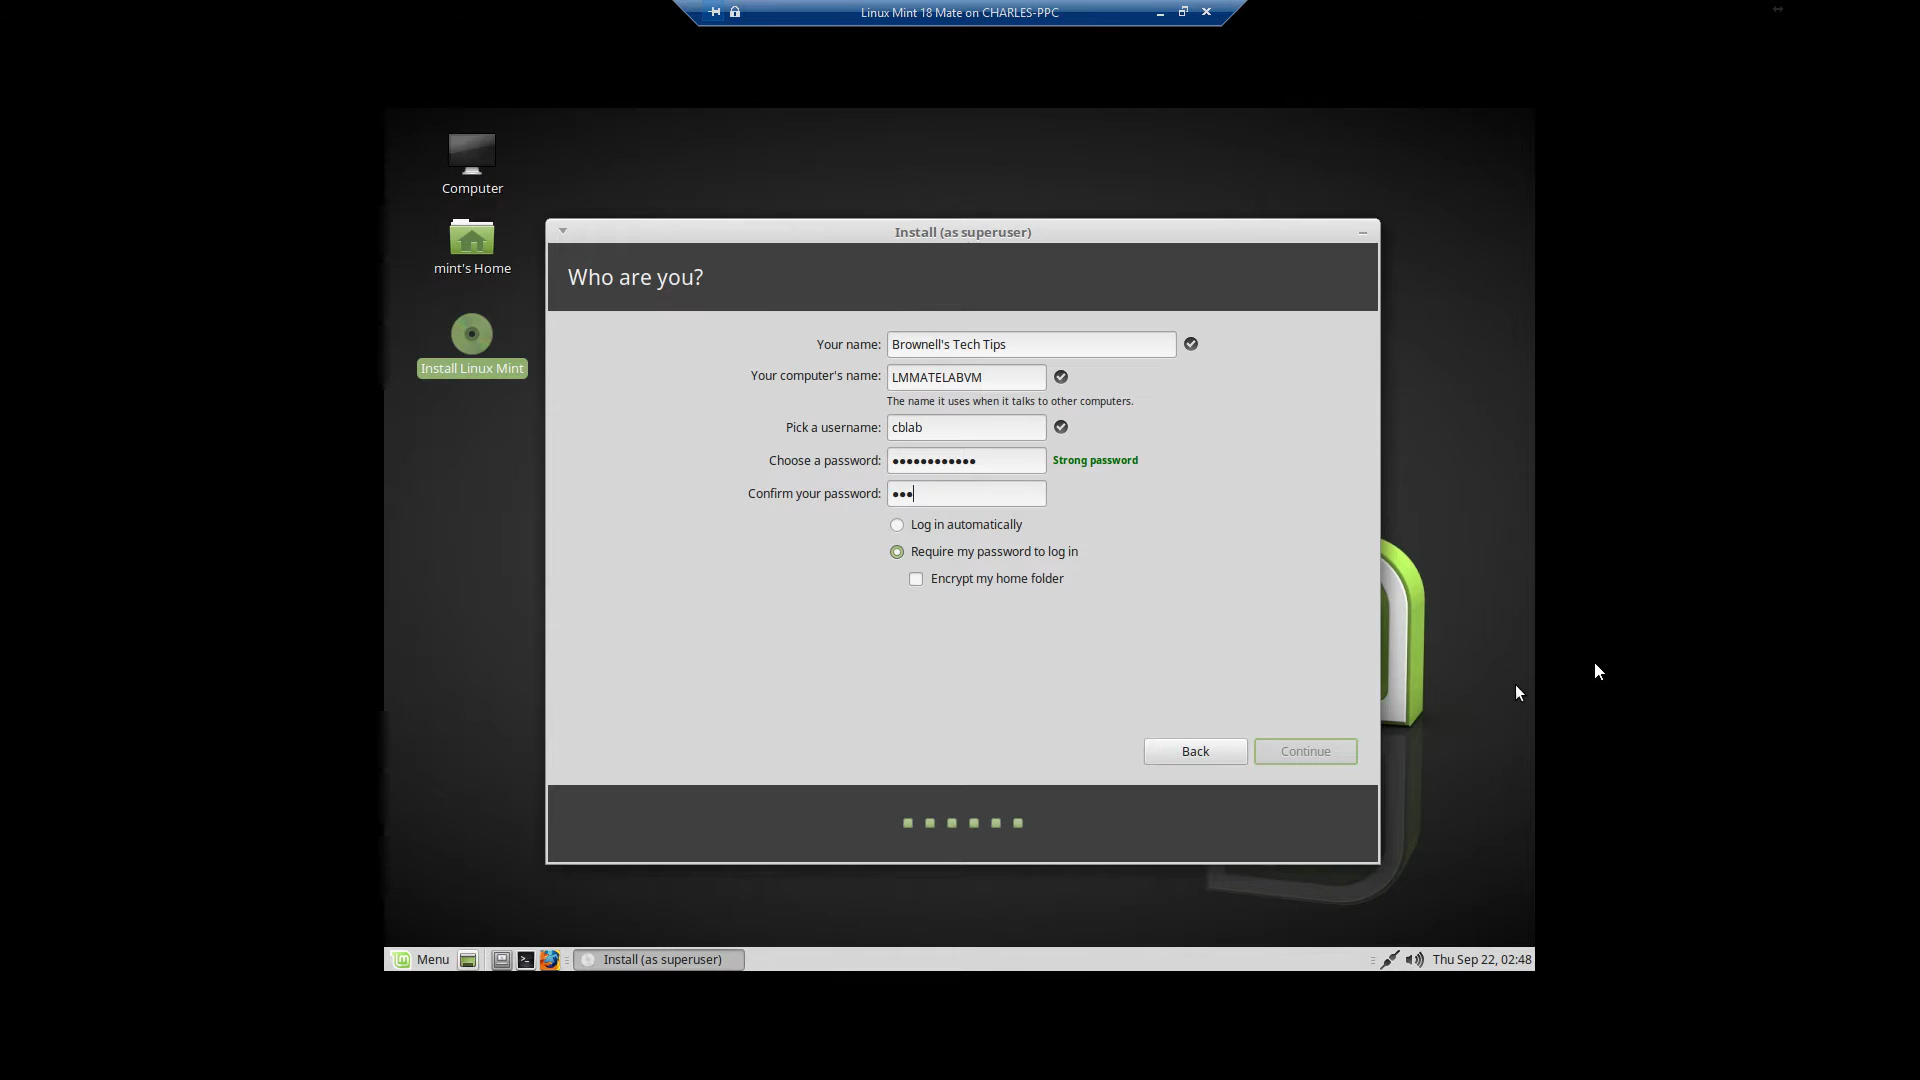 Linux Mint 18 Mate on CHARLES-PPC
Computer
mint's Home
Install Linux Mint
Install (as superuser)
Who are you?
Your name: Brownell's Tech Tips
Your computer's name: LMMATELABVM
The name it uses when it talks to other computers.
Pick a username: cblab
Choose a password: ●●●●●●●●●●●● Strong password
Confirm your password: ●●●
Log in automatically
Require my password to log in
Encrypt my home folder
Back Continue
Menu Install (as superuser) Thu Sep 22, 02:48